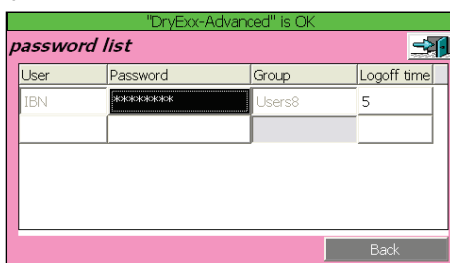 "DryExx-Advanced" is OK
password list
User Password Group Logoff time
IBN ********* Users8 5
Back